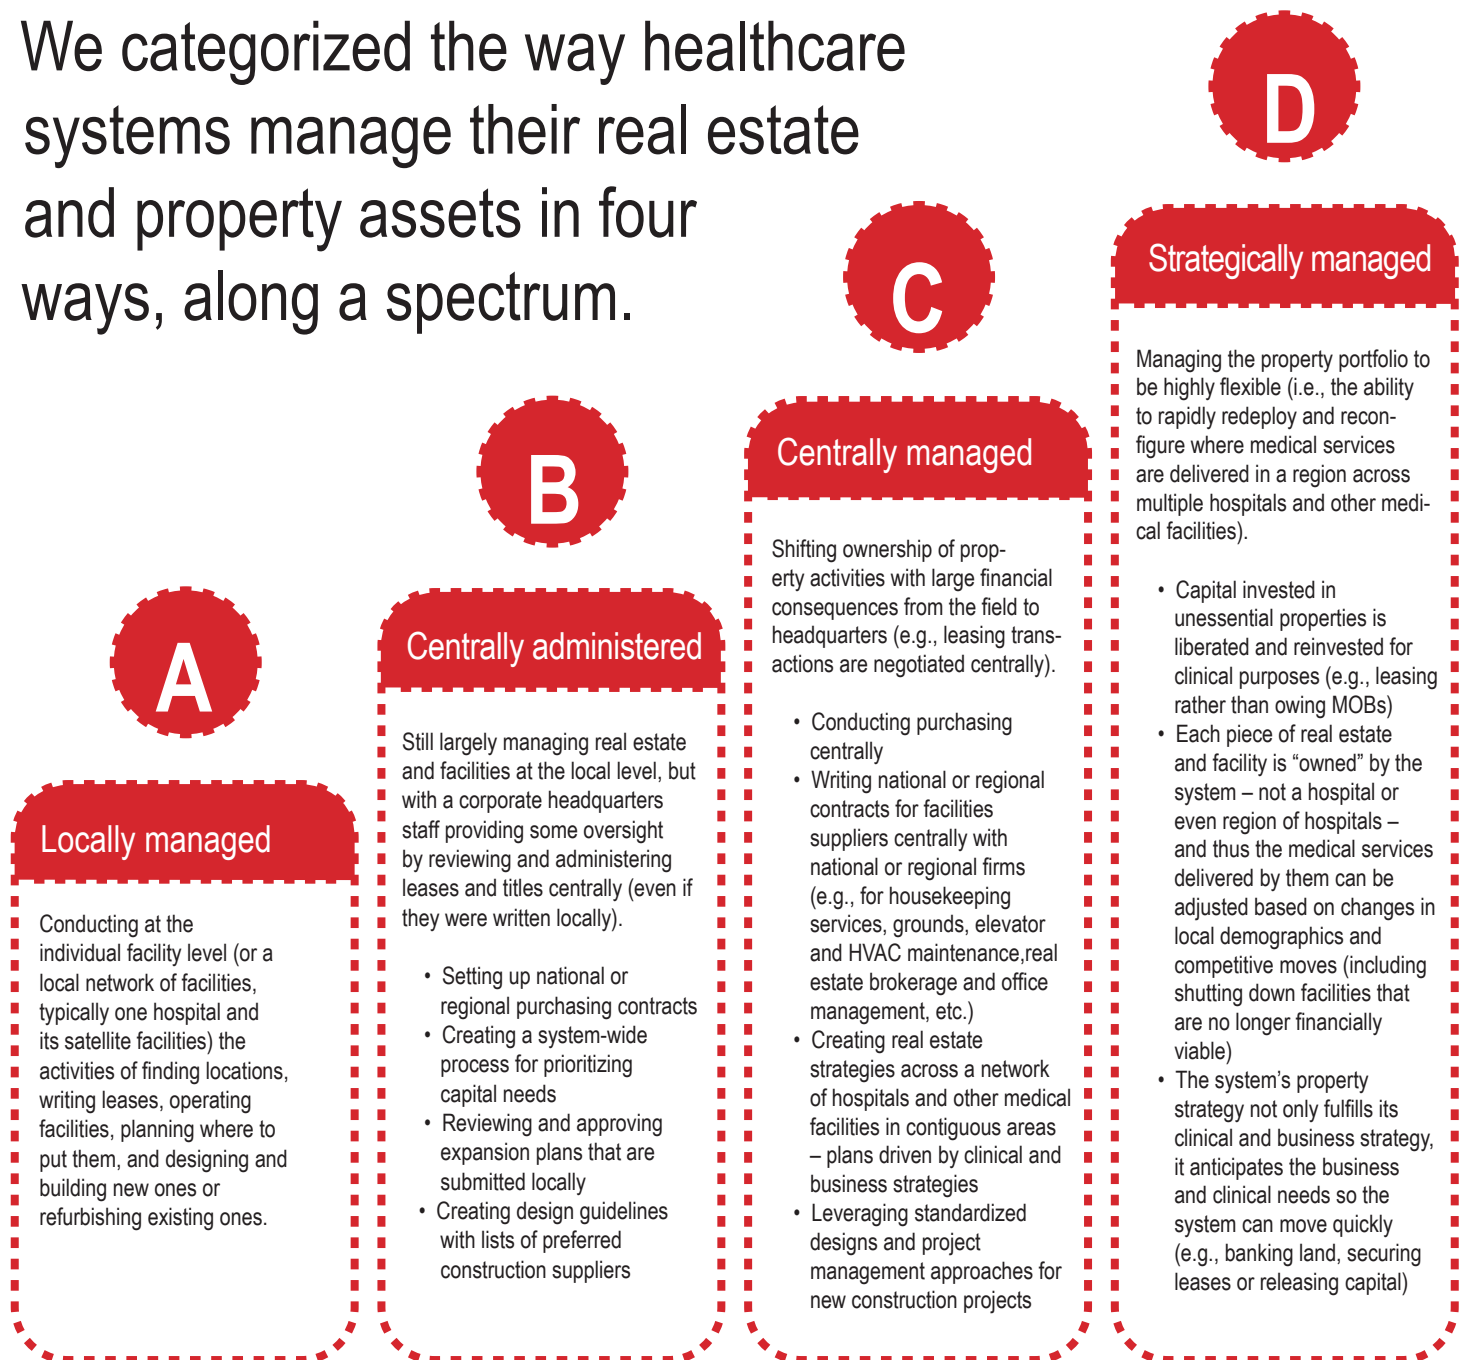 We categorized the way healthcare
systems manage their real estate
and property assets in four
ways, along a spectrum.
A
Locally managed
Conducting at the
individual facility level (or a
local network of facilities,
typically one hospital and
its satellite facilities) the
activities of finding locations,
writing leases, operating
facilities, planning where to
put them, and designing and
building new ones or
refurbishing existing ones.
B
Centrally administered
Still largely managing real estate
and facilities at the local level, but
with a corporate headquarters
staff providing some oversight
by reviewing and administering
leases and titles centrally (even if
they were written locally).
• Setting up national or
regional purchasing contracts
• Creating a system-wide
process for prioritizing
capital needs
• Reviewing and approving
expansion plans that are
submitted locally
• Creating design guidelines
with lists of preferred
construction suppliers
C
Centrally managed
Shifting ownership of prop-
erty activities with large financial
consequences from the field to
headquarters (e.g., leasing trans-
actions are negotiated centrally).
• Conducting purchasing
centrally
• Writing national or regional
contracts for facilities
suppliers centrally with
national or regional firms
(e.g., for housekeeping
services, grounds, elevator
and HVAC maintenance,real
estate brokerage and office
management, etc.)
• Creating real estate
strategies across a network
of hospitals and other medical
facilities in contiguous areas
– plans driven by clinical and
business strategies
• Leveraging standardized
designs and project
management approaches for
new construction projects
D
Strategically managed
Managing the property portfolio to
be highly flexible (i.e., the ability
to rapidly redeploy and recon-
figure where medical services
are delivered in a region across
multiple hospitals and other medi-
cal facilities).
• Capital invested in
unessential properties is
liberated and reinvested for
clinical purposes (e.g., leasing
rather than owing MOBs)
• Each piece of real estate
and facility is “owned” by the
system – not a hospital or
even region of hospitals –
and thus the medical services
delivered by them can be
adjusted based on changes in
local demographics and
competitive moves (including
shutting down facilities that
are no longer financially
viable)
• The system’s property
strategy not only fulfills its
clinical and business strategy,
it anticipates the business
and clinical needs so the
system can move quickly
(e.g., banking land, securing
leases or releasing capital)